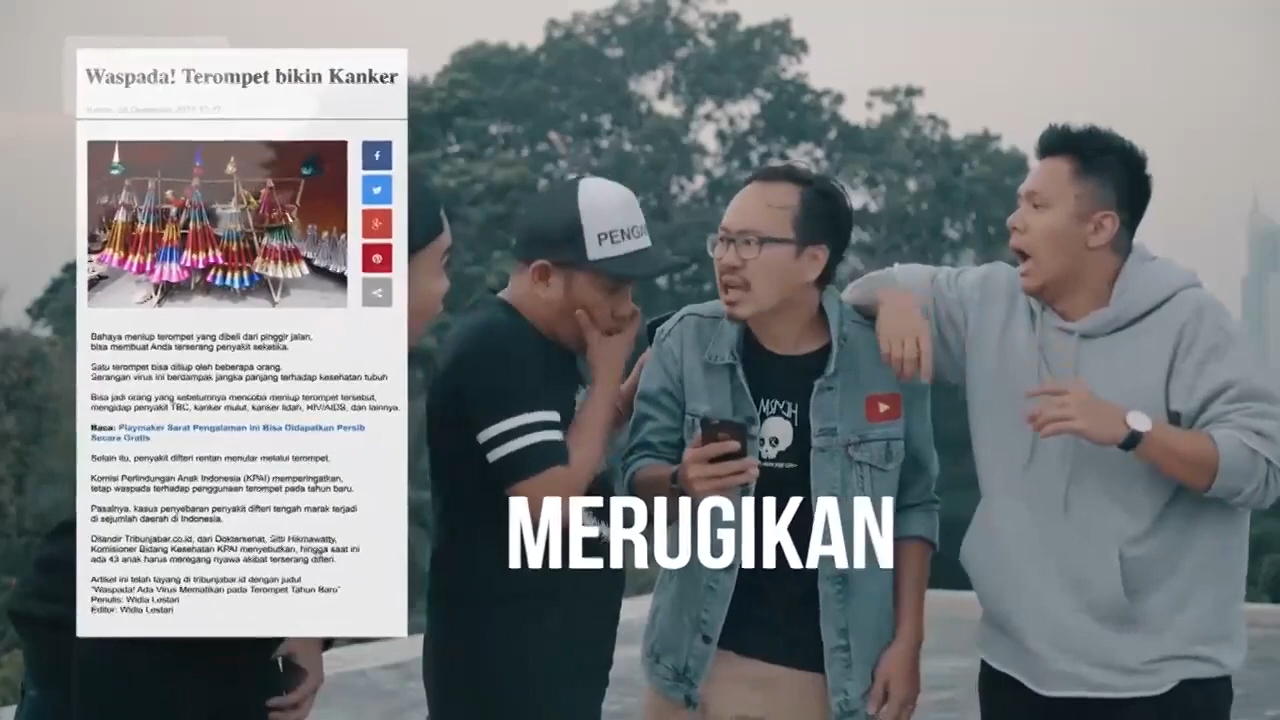 Waspada! Terompet bikin Kanker
Bahaya meniup terompet yang dibeli dari pinggir jalan,
bisa membuat Anda terserang penyakit seketika.
Satu terompet bisa ditiup oleh beberapa orang.
Serangan virus ini berdampak jangka panjang terhadap kesehatan tubuh
Bisa jadi orang yang sebelumnya mencoba meniup terompet tersebut,
mengidap penyakit TBC, kanker mulut, kanker lidah, HIV/AIDS, dan lainnya.
Baca: Playmaker Sarat Pengalaman ini Bisa Didapatkan Persib
Secara Gratis
Selain itu, penyakit difteri rentan menular melalui terompet.
Komisi Perlindungan Anak Indonesia (KPAI) memperingatkan,
tetap waspada terhadap penggunaan terompet pada tahun baru.
Pasalnya, kasus penyebaran penyakit difteri tengah marak terjadi
di sejumlah daerah di Indonesia.
Dilandir Tribunjabar.co.id, dari Doktersehat, Sitti Hikmawatty,
Komisioner Bidang Kesehatan KPAI menyebutkan, hingga saat ini
ada 43 anak harus meregang nyawa akibat terserang difteri.
Artikel ini telah tayang di tribunjabar.id dengan judul
"Waspada! Ada Virus Mematikan pada Terompet Tahun Baru"
Penulis: Widia Lestari
Editor: Widia Lestari
PENGA
MERUGIKAN